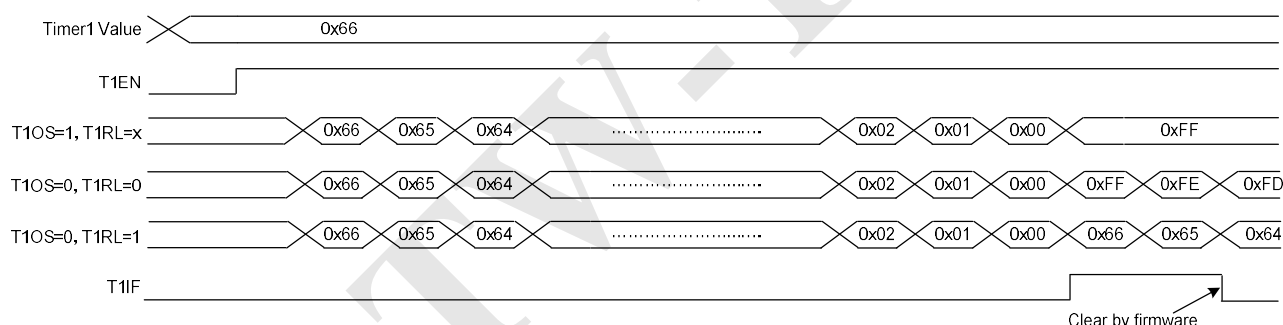 Timer1 Value 0x66
T1EN
T1OS=1, T1RL=x 0x66 0x65 0x64 ........................... 0x02 0x01 0x00 0xFF
T1OS=0, T1RL=0 0x66 0x65 0x64 ........................... 0x02 0x01 0x00 0xFF 0xFE 0xFD
T1OS=0, T1RL=1 0x66 0x65 0x64 ........................... 0x02 0x01 0x00 0x66 0x65 0x64
T1IF
Clear by firmware